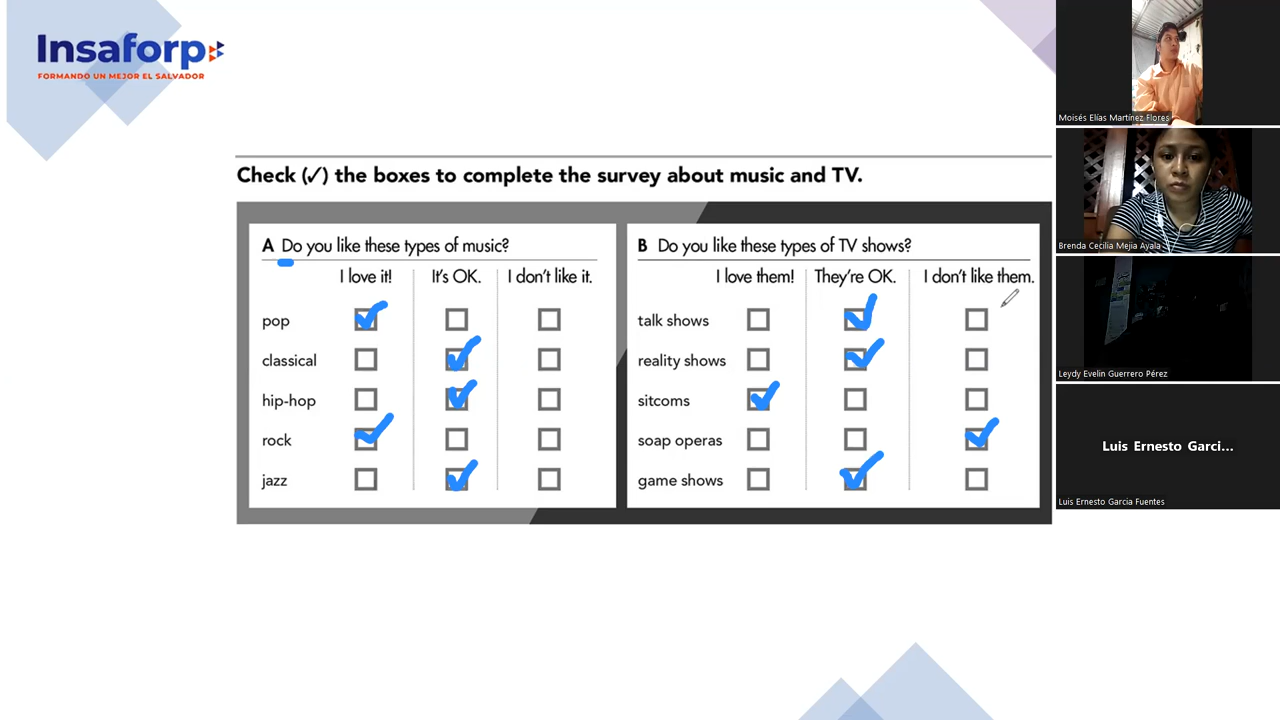 Insaforp
FORMANDO UN MEJOR EL SALVADOR
Check (✓) the boxes to complete the survey about music and TV.
A Do you like these types of music?
I love it! It's OK. I don't like it.
pop
classical
hip-hop
rock
jazz
B Do you like these types of TV shows?
I love them! They're OK. I don't like them.
talk shows
reality shows
sitcoms
soap operas
game shows
Moisés Elías Martínez Flores
Brenda Cecilia Mejia Ayala
Leydy Evelin Guerrero Pérez
Luis Ernesto Garci...
Luis Ernesto Garcia Fuentes